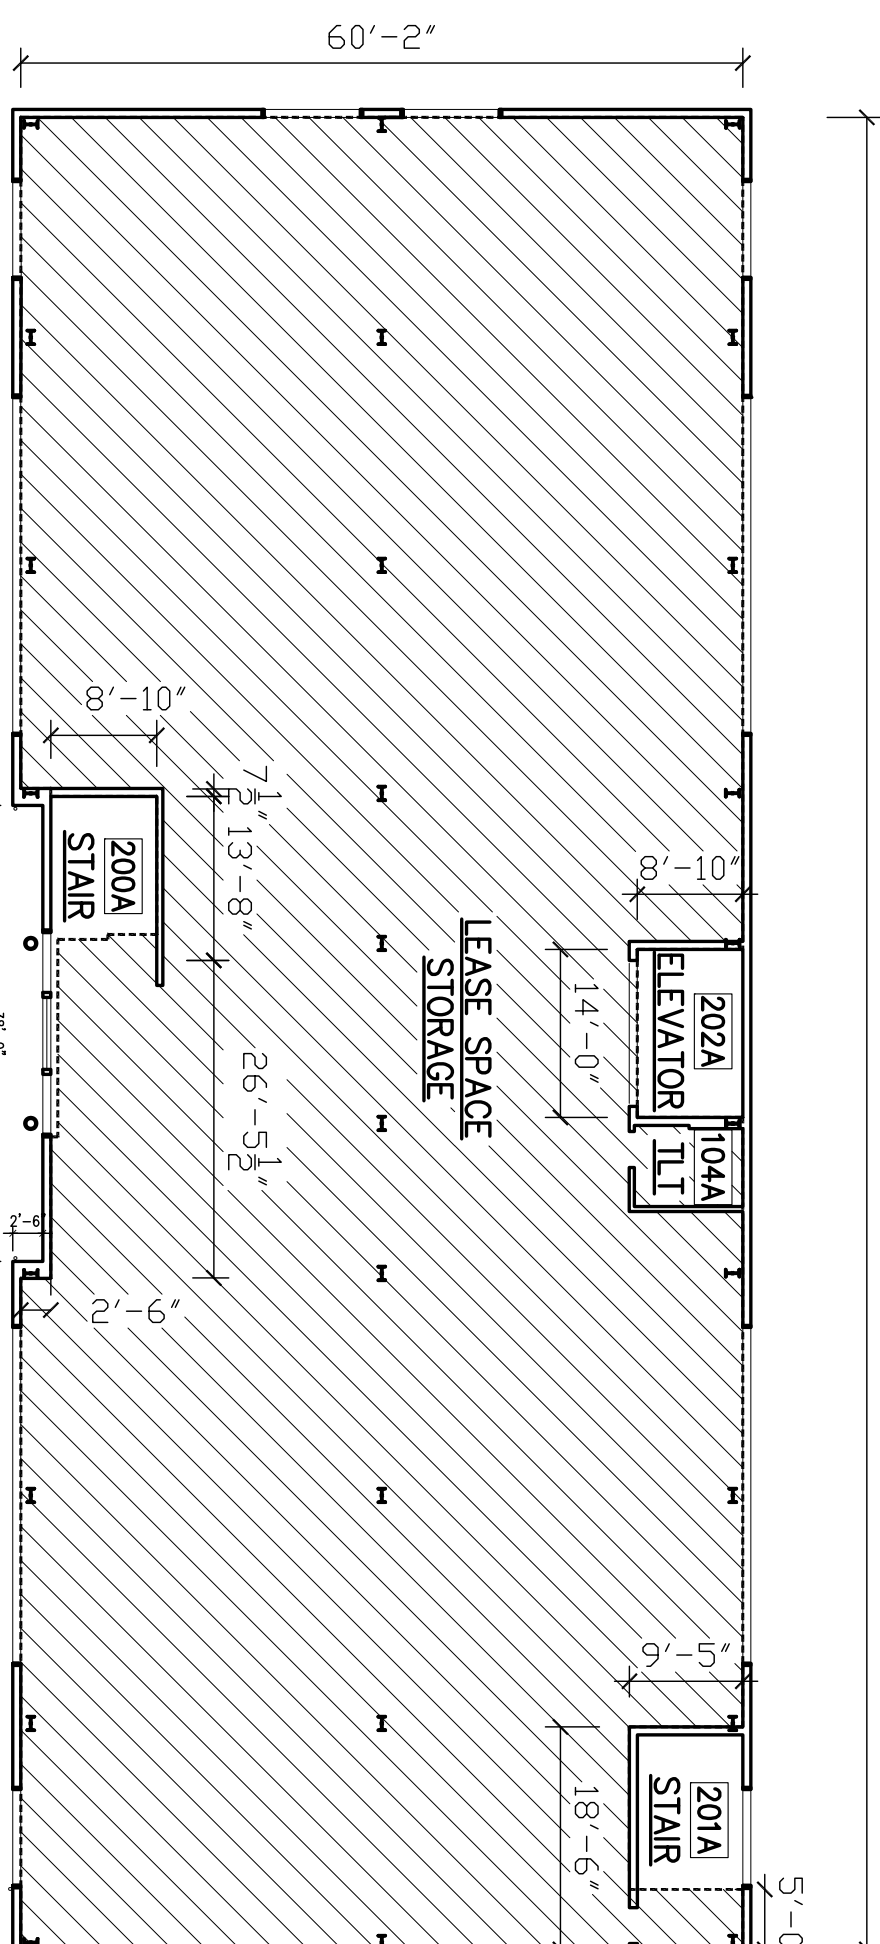 60'-2"
8'-10"
7 1/2"
13'-8"
200A
STAIR
8'-10"
LEASE SPACE
STORAGE
14'-0"
202A
ELEVATOR
26'-5 1/2"
104A
TLT
2'-6"
2'-6"
9'-5"
18'-6"
201A
STAIR